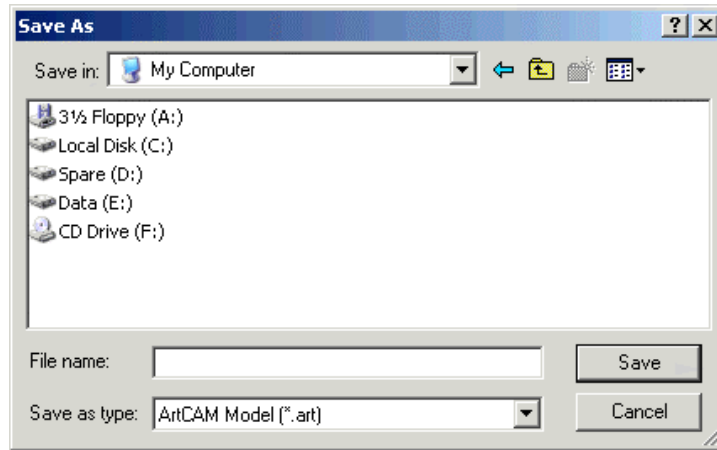 Save As
Save in: My Computer
3½ Floppy (A:)
Local Disk (C:)
Spare (D:)
Data (E:)
CD Drive (F:)
File name: Save
Save as type: ArtCAM Model (*.art) Cancel